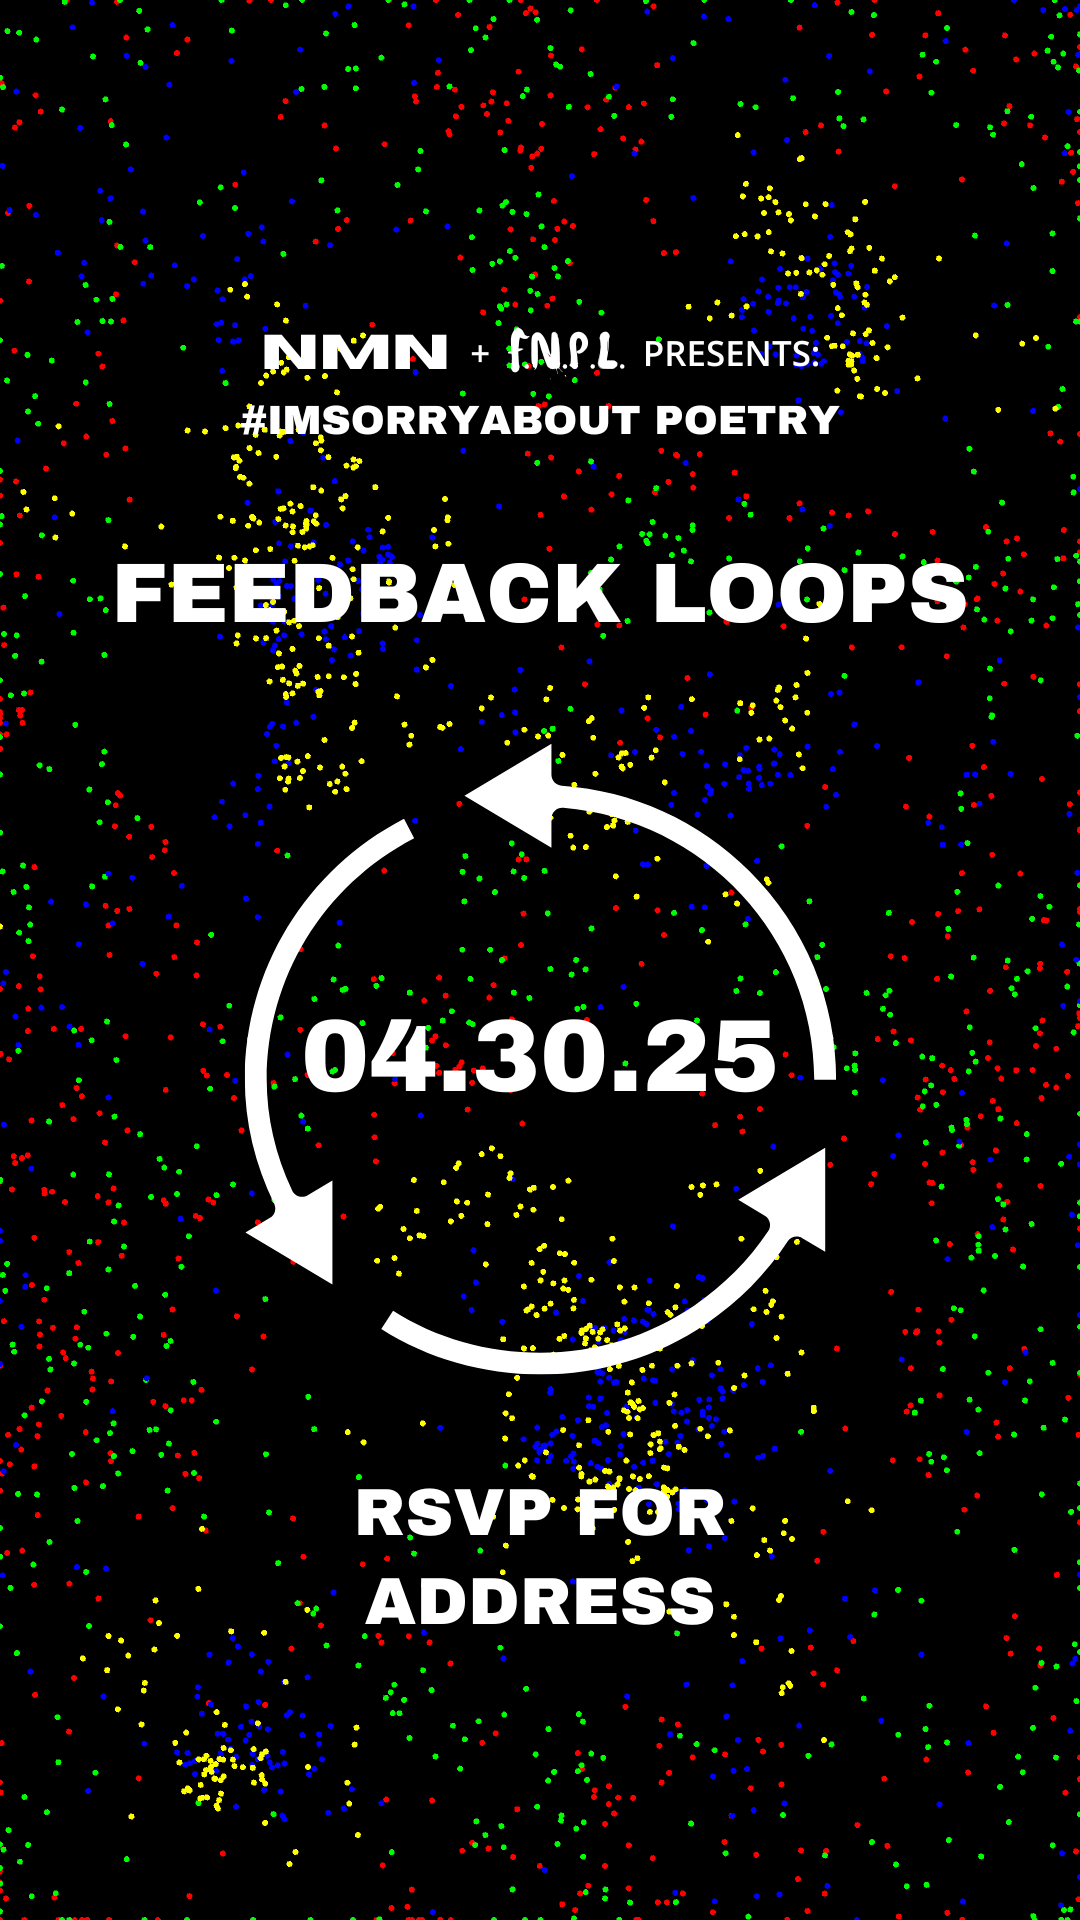 NMN + F.N.P.L. PRESENTS:
#IMSORRYABOUT POETRY
FEEDBACK LOOPS
04.30.25
RSVP FOR
ADDRESS